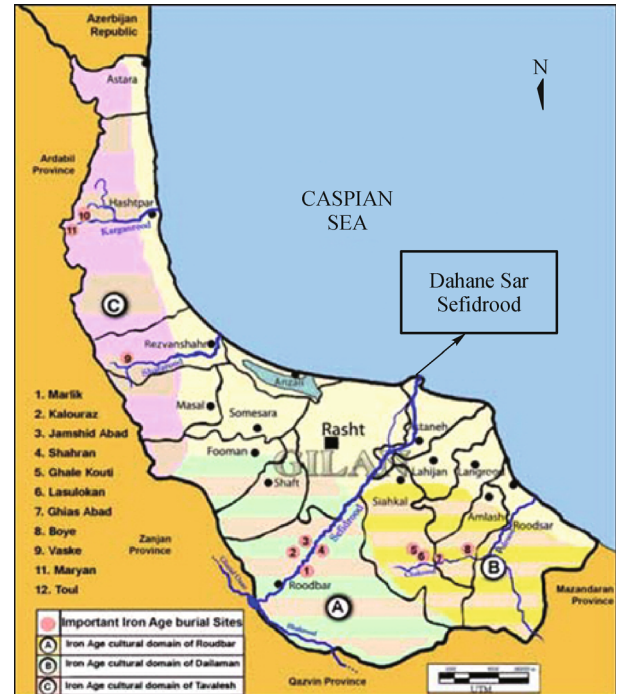 Azerbijan
Republic
Astara
N
Ardabil
Province
Hashtpar
10
11
Karganrood
CASPIAN
SEA
Dahane Sar
Sefidrood
C
Rezvanshahr
9
Shafarood
Anzali
Masal
Somesara
Rasht
Astaneh
GILAN
Fooman
Lahijan
Langrood
Shaft
Siahkal
Amlash
Roodsar
Sefidrood
1. Marlik
2. Kalouraz
3. Jamshid Abad
4. Shahran
5. Ghale Kouti
6. Lasulokan
7. Ghias Abad
8. Boye
9. Vaske
11. Maryan
12. Toul
Zanjan
Province
3
2
4
1
5
6
7
8
B
Roodbar
A
Mazandaran
Province
Shahrood
Qazvin Province
Important Iron Age burial Sites
A Iron Age cultural domain of Roudbar
B Iron Age cultural domain of Dailaman
C Iron Age cultural domain of Tavalesh
UTM